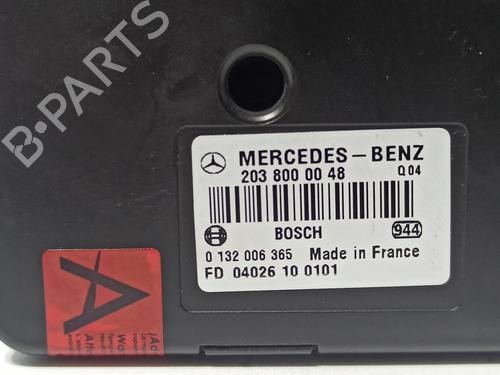 B-PARTS
MERCEDES-BENZ
203 800 00 48 Q04
BOSCH 944
0 132 006 365 Made in France
FD 04026 10 0101
A